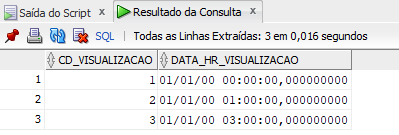 Saída do Script × Resultado da Consulta ×
SQL | Todas as Linhas Extraídas: 3 em 0,016 segundos
CD_VISUALIZACAO DATA_HR_VISUALIZACAO
1 1 01/01/00 00:00:00,000000000
2 2 01/01/00 01:00:00,000000000
3 3 01/01/00 03:00:00,000000000